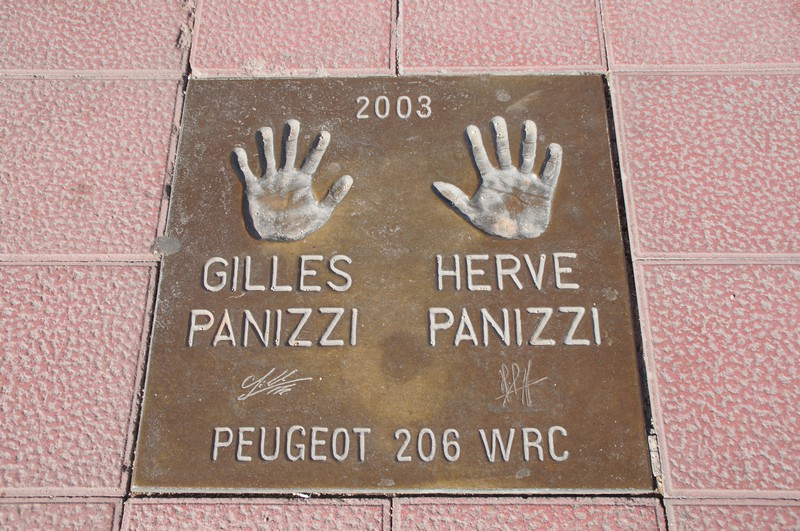 2003
GILLES HERVE
PANIZZI PANIZZI
PEUGEOT 206 WRC